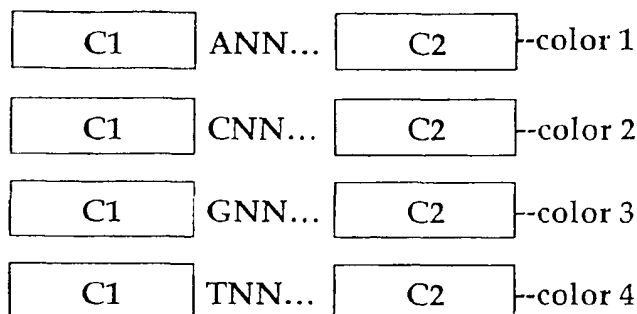 C1 ANN... C2 --color 1
C1 CNN... C2 --color 2
C1 GNN... C2 --color 3
C1 TNN... C2 --color 4